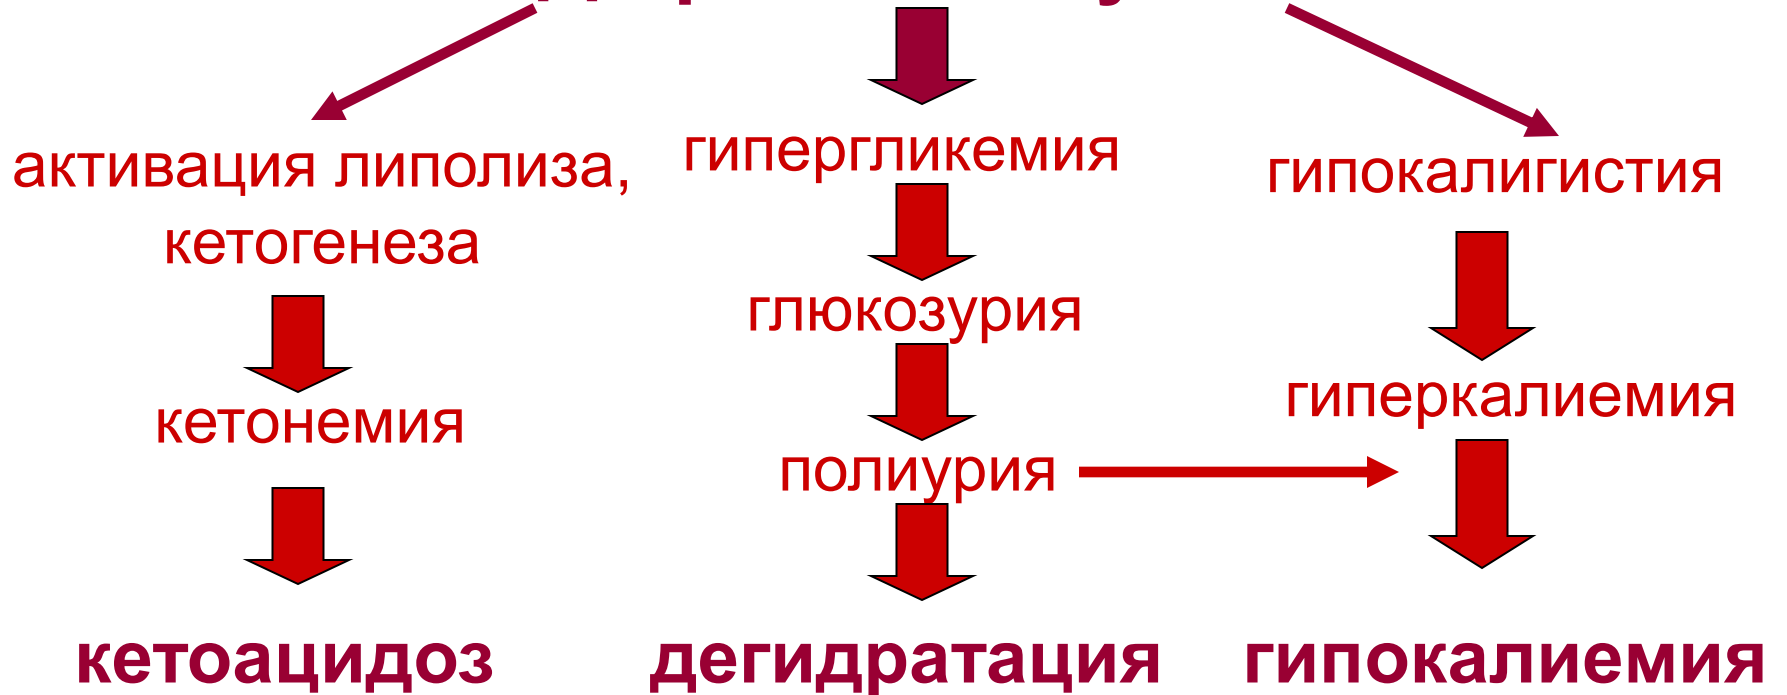 активация липолиза,
кетогенеза
кетонемия
кетоацидоз
гипергликемия
глюкозурия
полиурия
дегидратация
гипокалигистия
гиперкалиемия
гипокалиемия